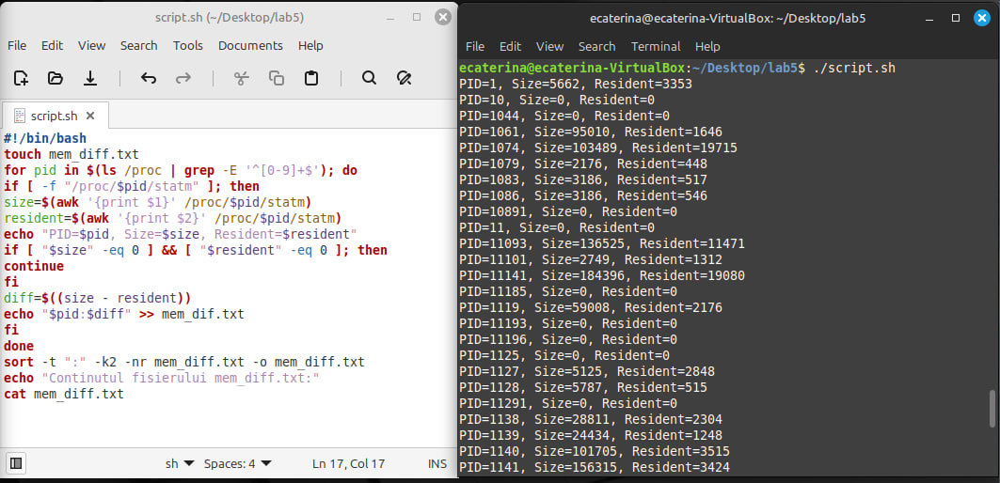 script.sh (~/Desktop/lab5)
File Edit View Search Tools Documents Help
script.sh
#!/bin/bash
touch mem_diff.txt
for pid in $(ls /proc | grep -E '^[0-9]+$'); do
if [ -f "/proc/$pid/statm" ]; then
size=$(awk '{print $1}' /proc/$pid/statm)
resident=$(awk '{print $2}' /proc/$pid/statm)
echo "PID=$pid, Size=$size, Resident=$resident"
if [ "$size" -eq 0 ] && [ "$resident" -eq 0 ]; then
continue
fi
diff=$((size - resident))
echo "$pid:$diff" >> mem_dif.txt
fi
done
sort -t ":" -k2 -nr mem_diff.txt -o mem_diff.txt
echo "Continutul fisierului mem_diff.txt:"
cat mem_diff.txt
sh Spaces: 4 Ln 17, Col 17 INS
ecaterina@ecaterina-VirtualBox: ~/Desktop/lab5
File Edit View Search Terminal Help
ecaterina@ecaterina-VirtualBox:~/Desktop/lab5$ ./script.sh
PID=1, Size=5662, Resident=3353
PID=10, Size=0, Resident=0
PID=1044, Size=0, Resident=0
PID=1061, Size=95010, Resident=1646
PID=1074, Size=103489, Resident=19715
PID=1079, Size=2176, Resident=448
PID=1083, Size=3186, Resident=517
PID=1086, Size=3186, Resident=546
PID=10891, Size=0, Resident=0
PID=11, Size=0, Resident=0
PID=11093, Size=136525, Resident=11471
PID=11101, Size=2749, Resident=1312
PID=11141, Size=184396, Resident=19080
PID=11185, Size=0, Resident=0
PID=1119, Size=59008, Resident=2176
PID=11193, Size=0, Resident=0
PID=11196, Size=0, Resident=0
PID=1125, Size=0, Resident=0
PID=1127, Size=5125, Resident=2848
PID=1128, Size=5787, Resident=515
PID=11291, Size=0, Resident=0
PID=1138, Size=28811, Resident=2304
PID=1139, Size=24434, Resident=1248
PID=1140, Size=101705, Resident=3515
PID=1141, Size=156315, Resident=3424